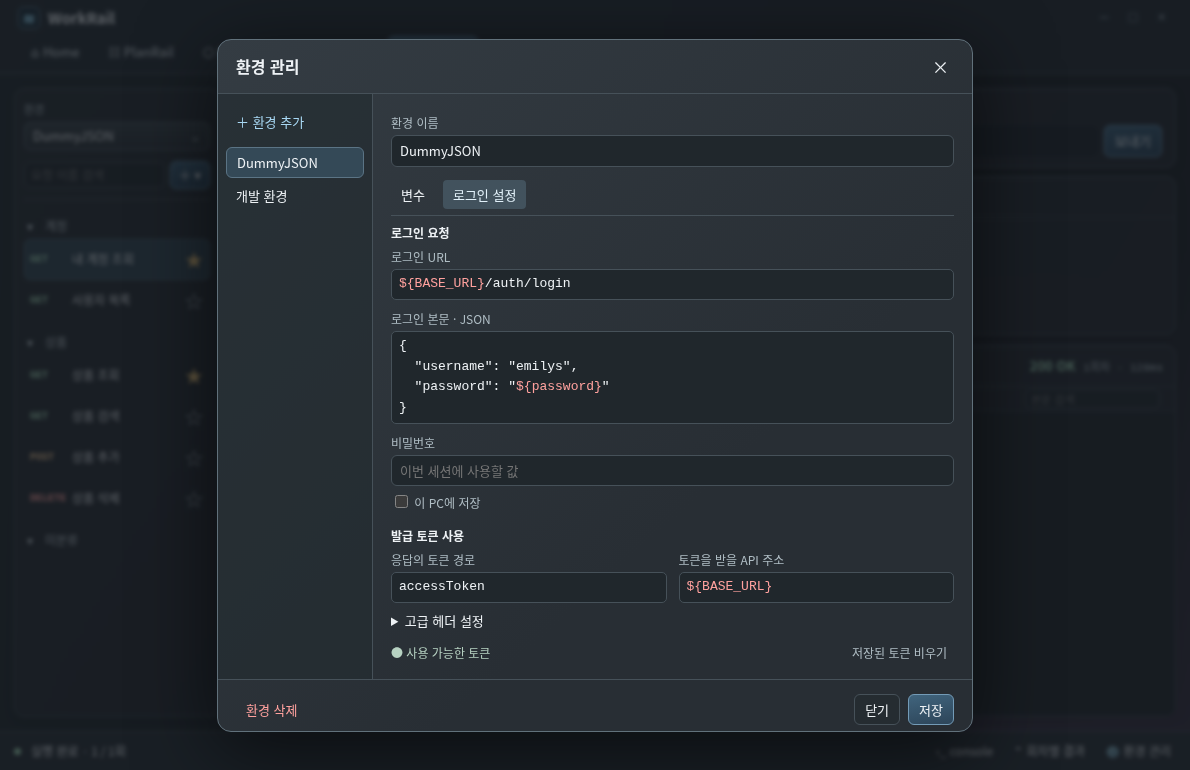 WorkRail
Home
PlanRail
환경 관리
+ 환경 추가
DummyJSON
개발 환경
환경 이름
DummyJSON
변수
로그인 설정
로그인 요청
로그인 URL
${BASE_URL}/auth/login
로그인 본문 · JSON
{
"username": "emilys",
"password": "${password}"
}
비밀번호
이번 세션에 사용할 값
이 PC에 저장
발급 토큰 사용
응답의 토큰 경로
토큰을 받을 API 주소
accessToken
${BASE_URL}
고급 헤더 설정
사용 가능한 토큰
저장된 토큰 비우기
환경 삭제
닫기
저장
DummyJSON
200 OK
console
환경 관리